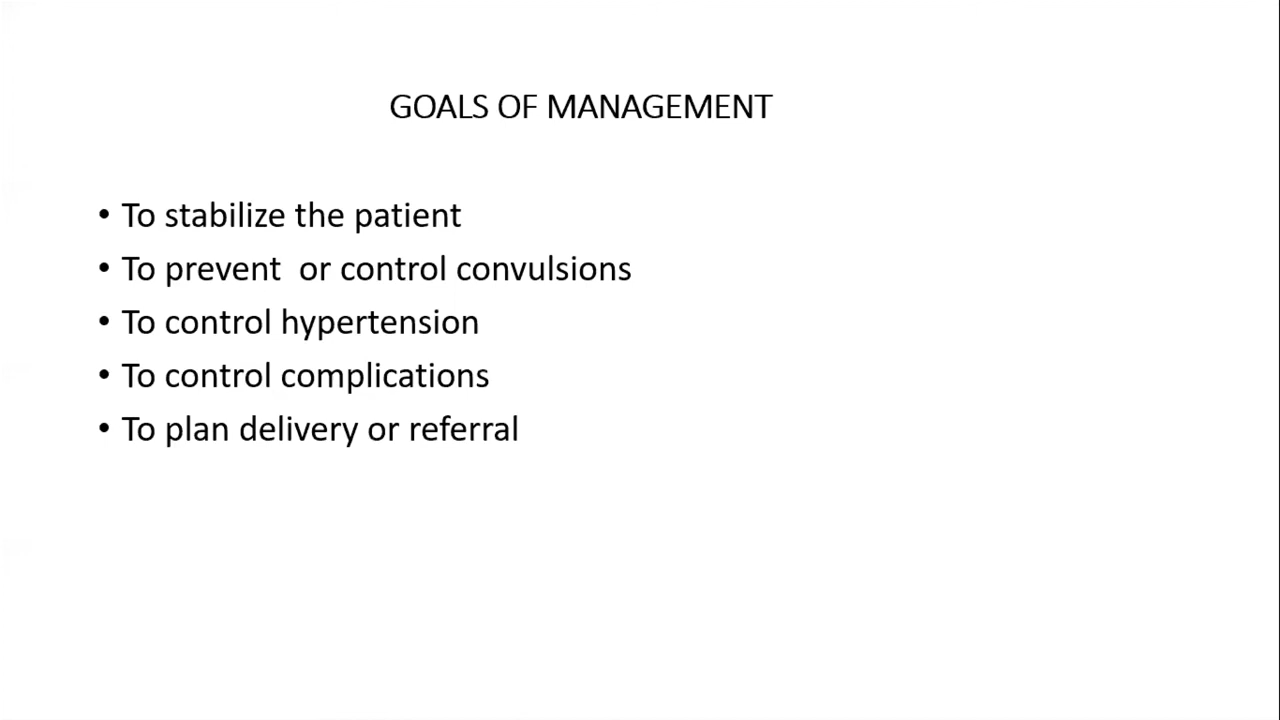 GOALS OF MANAGEMENT
• To stabilize the patient
• To prevent  or control convulsions
• To control hypertension
• To control complications
• To plan delivery or referral